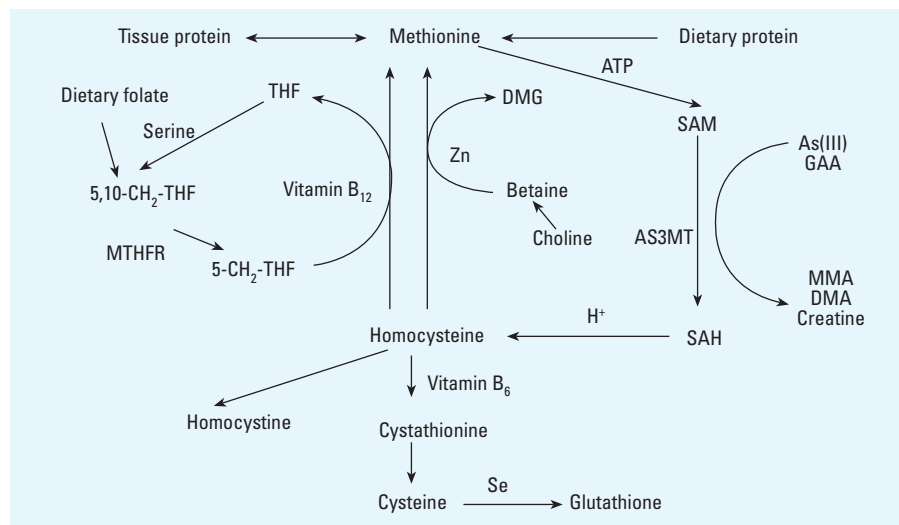 Tissue protein
Methionine
Dietary protein
ATP
Dietary folate
THF
DMG
SAM
Serine
Zn
As(III)
GAA
5,10-CH₂-THF
Vitamin B₁₂
Betaine
Choline
AS3MT
MTHFR
5-CH₂-THF
MMA
DMA
Creatine
Homocysteine
H⁺
SAH
Vitamin B₆
Homocystine
Cystathionine
Cysteine
Se
Glutathione